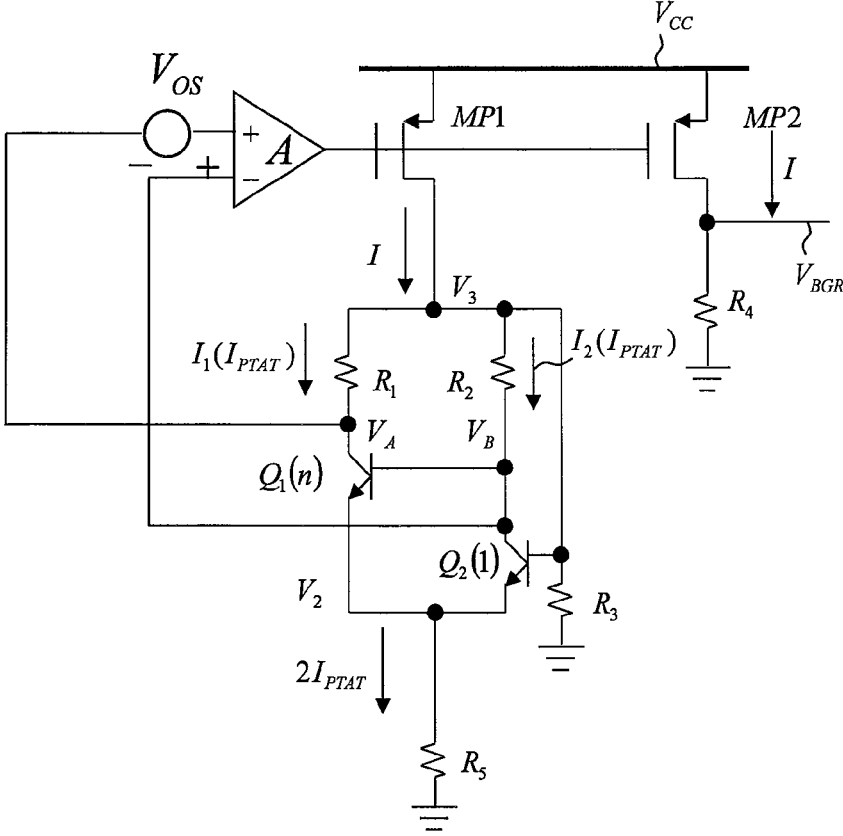 V_CC
V_OS
MP1
MP2
+
A
−
− +
I
I
V_BGR
V_3
R_4
I_1(I_PTAT)
I_2(I_PTAT)
R_1
R_2
V_A
V_B
Q_1(n)
Q_2(1)
V_2
R_3
2I_PTAT
R_5